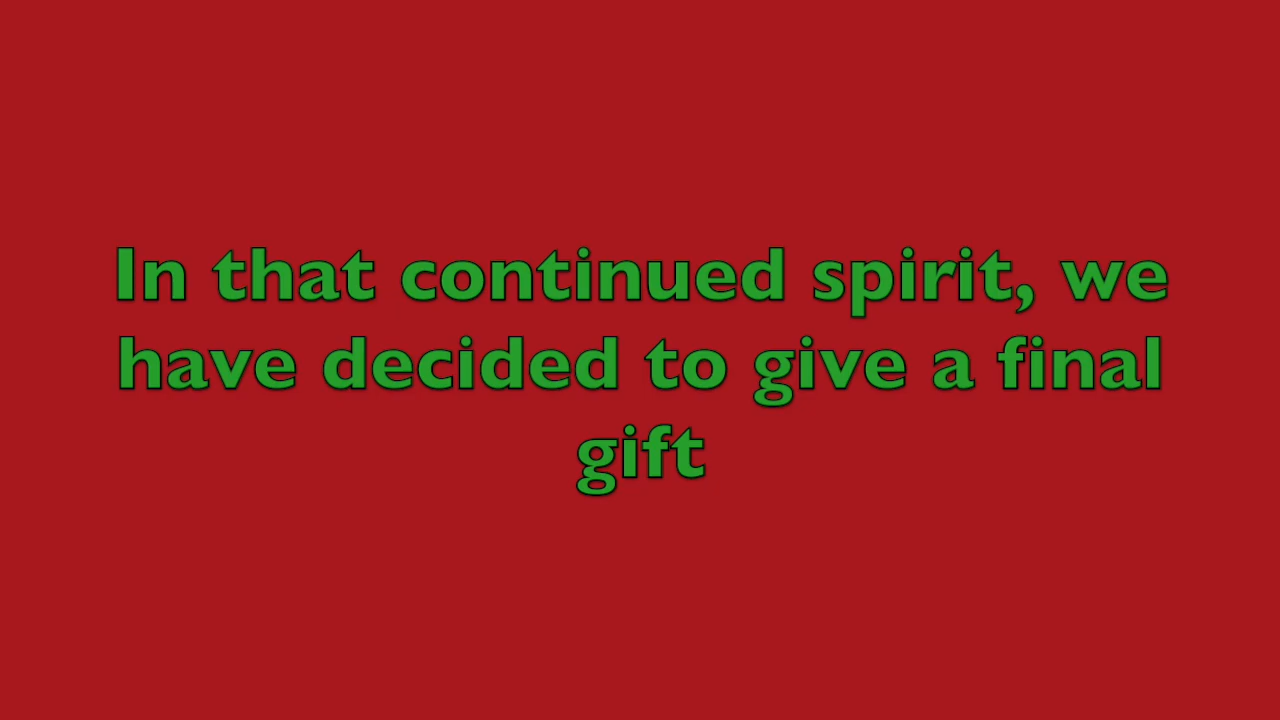 In that continued spirit, we
have decided to give a final
gift